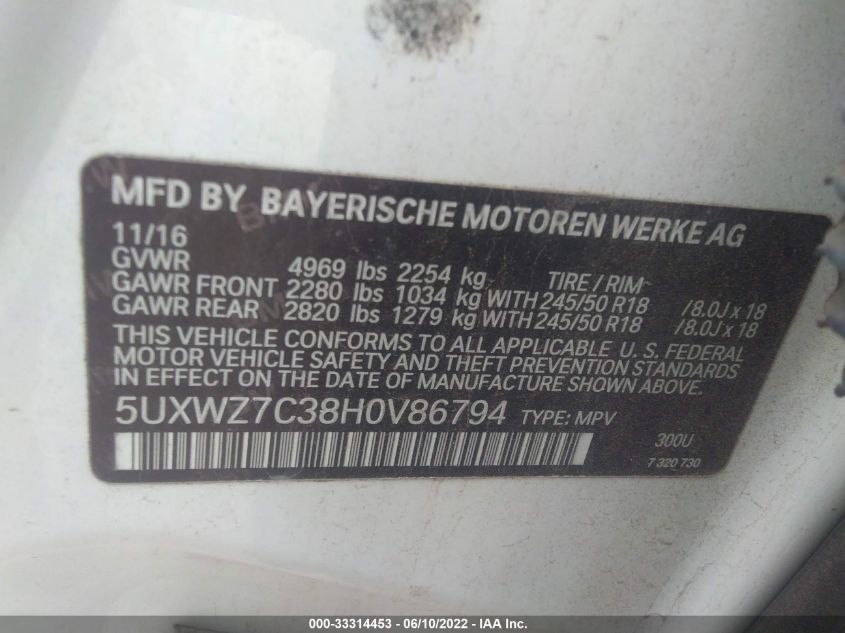 MFD BY BAYERISCHE MOTOREN WERKE AG
11/16
GVWR 4969 lbs 2254 kg TIRE / RIM
GAWR FRONT 2280 lbs 1034 kg WITH 245/50 R18 /8.0J x 18
GAWR REAR 2820 lbs 1279 kg WITH 245/50 R18 /8.0J x 18
THIS VEHICLE CONFORMS TO ALL APPLICABLE U. S. FEDERAL
MOTOR VEHICLE SAFETY AND THEFT PREVENTION STANDARDS
IN EFFECT ON THE DATE OF MANUFACTURE SHOWN ABOVE.
5UXWZ7C38H0V86794 TYPE: MPV
300U
7 320 730
000-33314453 - 06/10/2022 - IAA Inc.